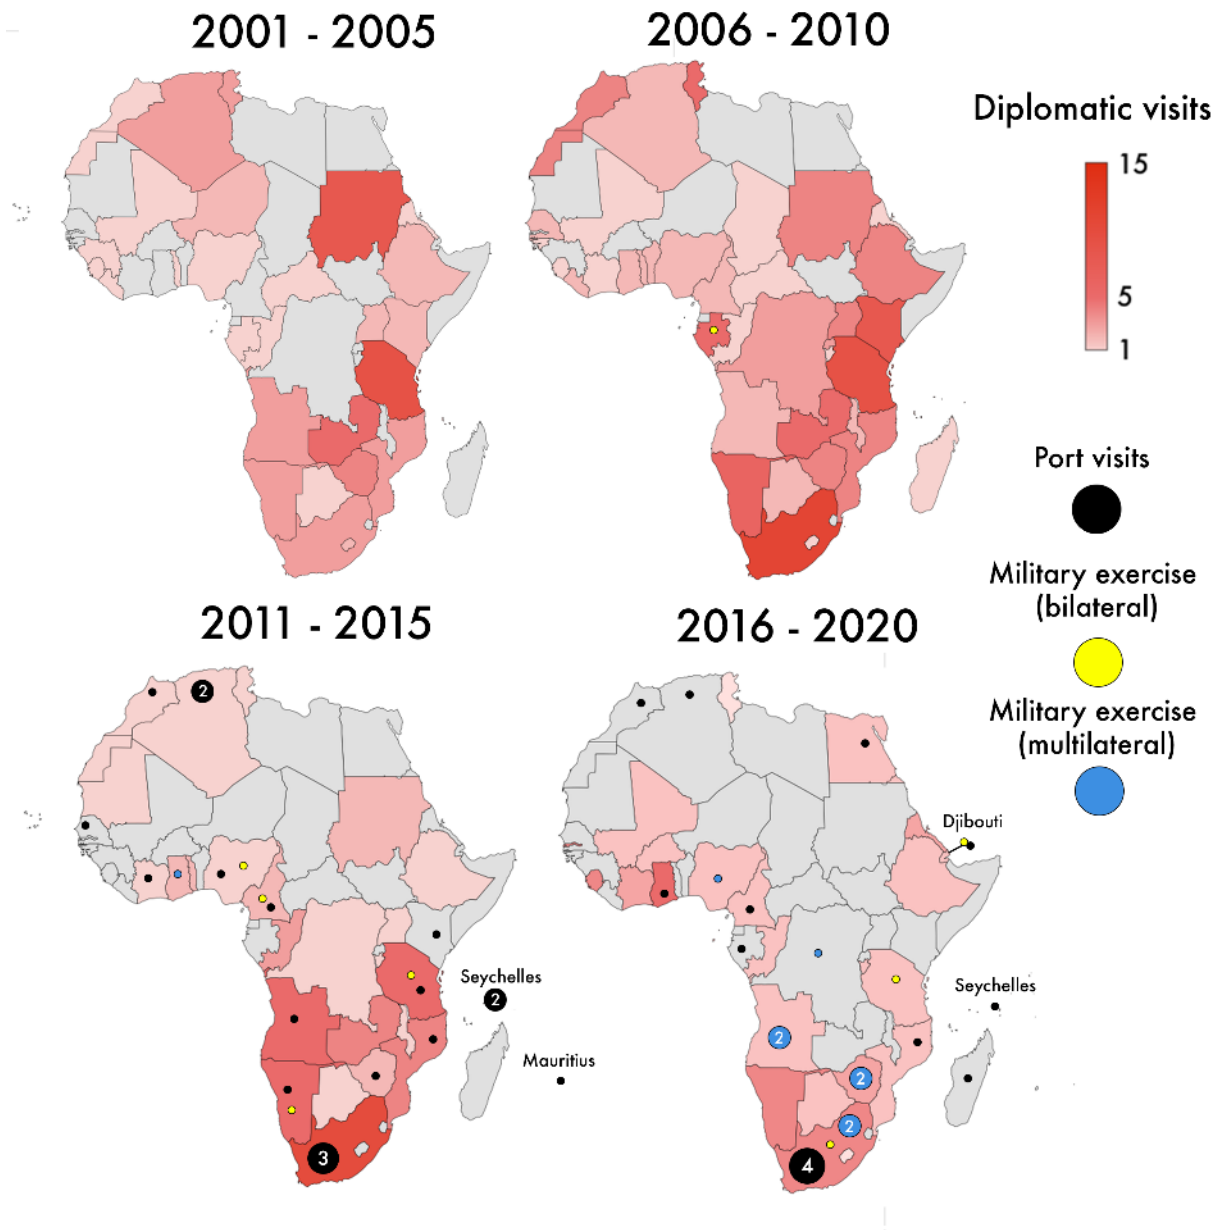 2001 - 2005
2006 - 2010
Diplomatic visits
15
5
1
Port visits
Military exercise
(bilateral)
Military exercise
(multilateral)
2011 - 2015
2
Seychelles
2
Mauritius
3
2016 - 2020
Djibouti
Seychelles
2
2
2
4